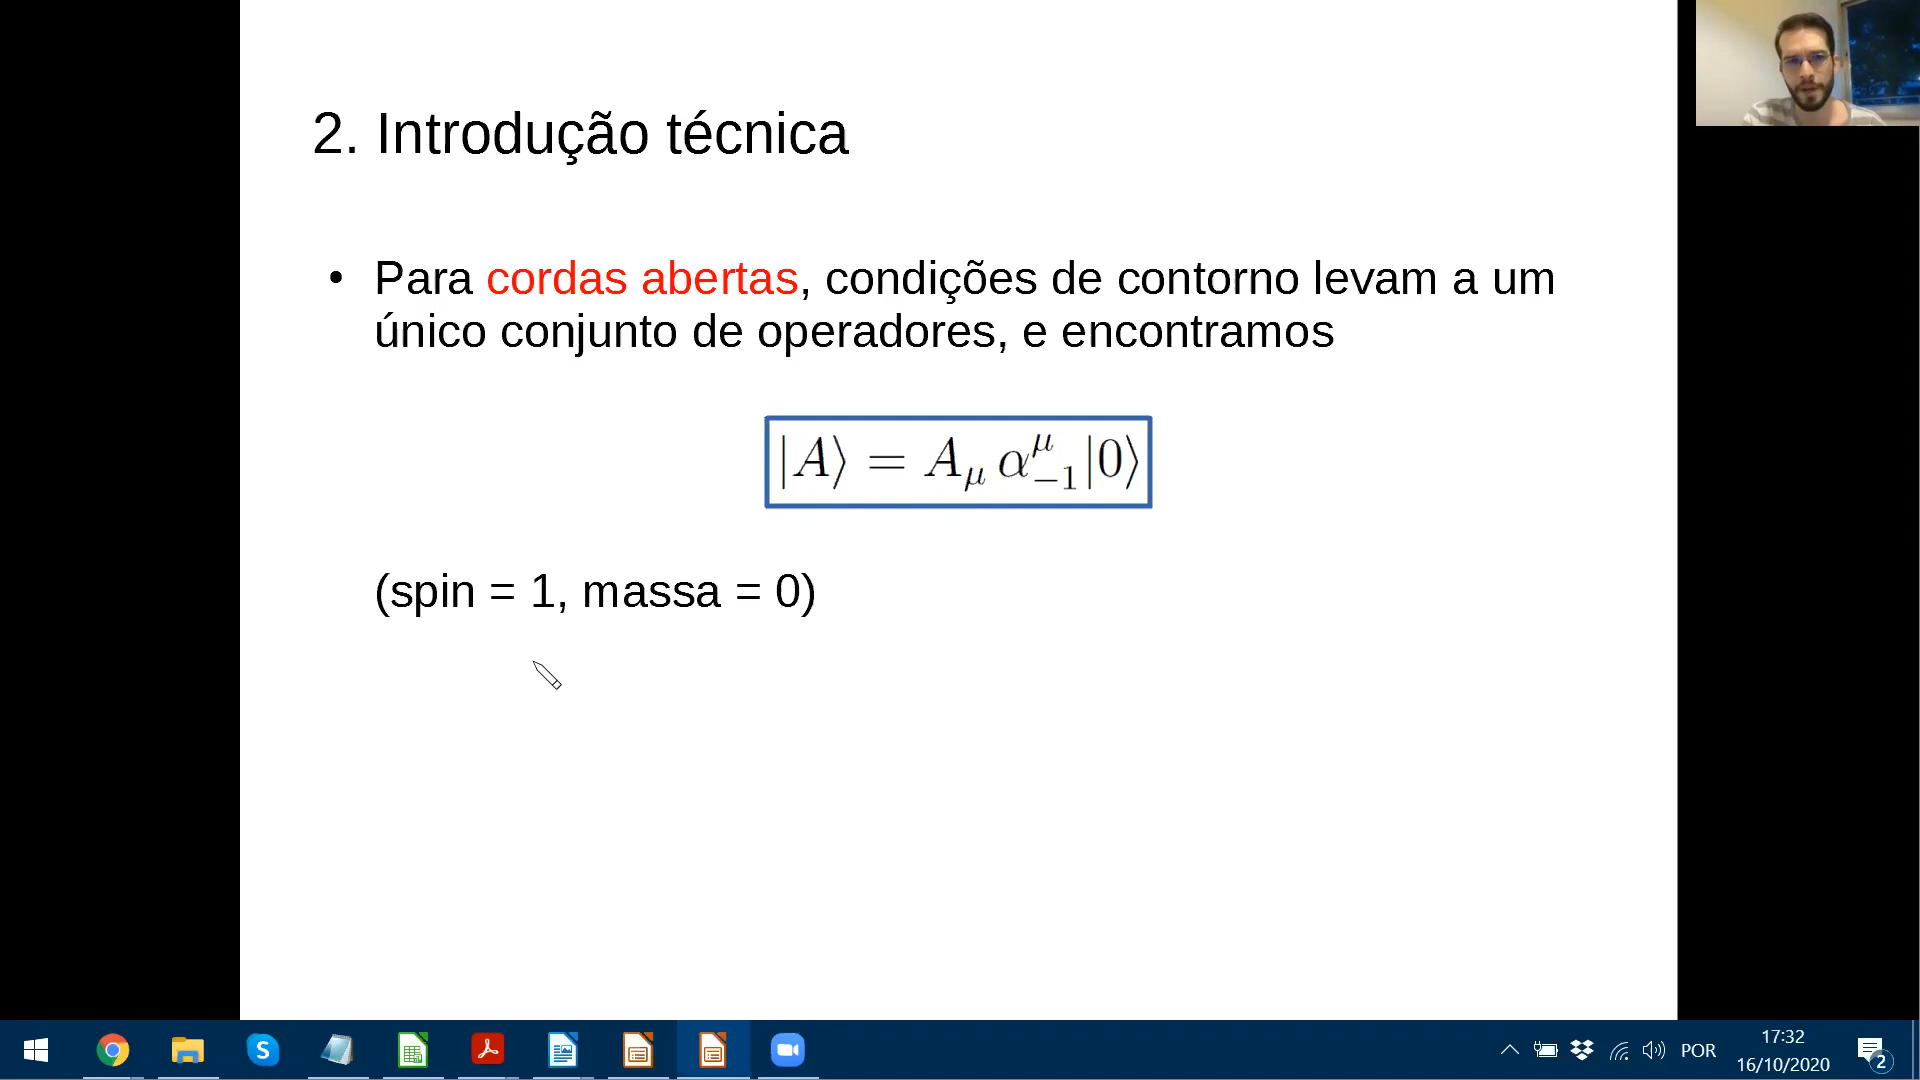 2. Introdução técnica
• Para cordas abertas, condições de contorno levam a um
único conjunto de operadores, e encontramos
|A⟩ = A_μ α^μ_{−1}|0⟩
(spin = 1, massa = 0)
POR
17:32
16/10/2020
2